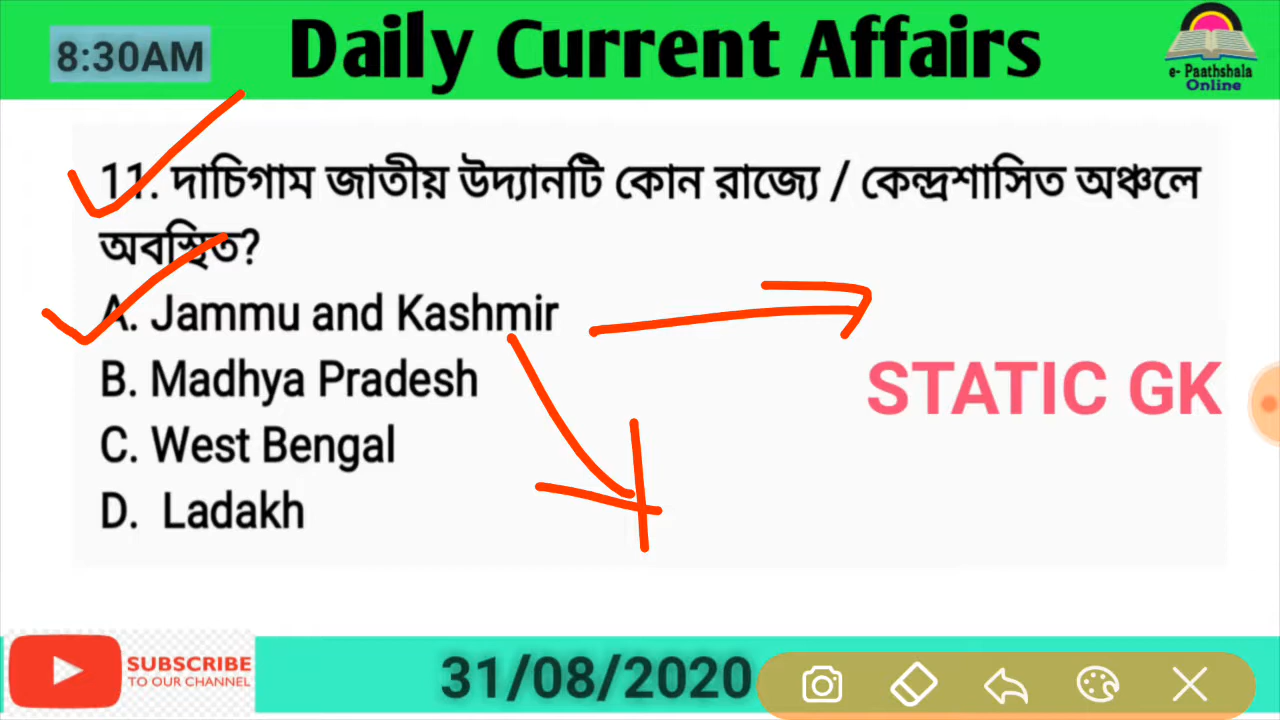 8:30AM
Daily Current Affairs
e- Paathshala
Online
11. দাচিগাম জাতীয় উদ্যানটি কোন রাজ্যে / কেন্দ্রশাসিত অঞ্চলে
অবস্থিত?
A. Jammu and Kashmir
B. Madhya Pradesh
C. West Bengal
D. Ladakh
STATIC GK
SUBSCRIBE
TO OUR CHANNEL
31/08/2020